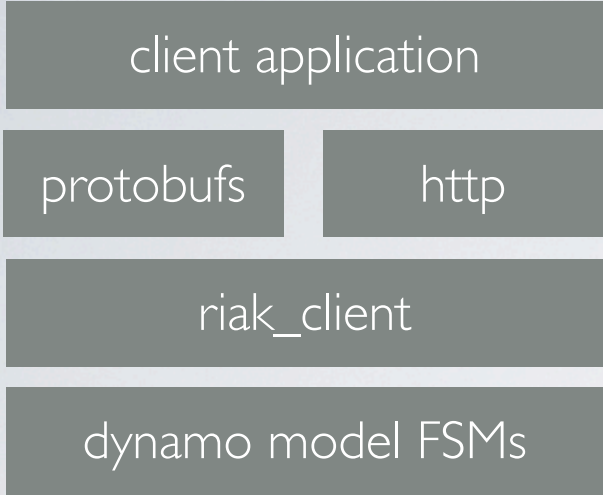 client application
protobufs
http
riak_client
dynamo model FSMs